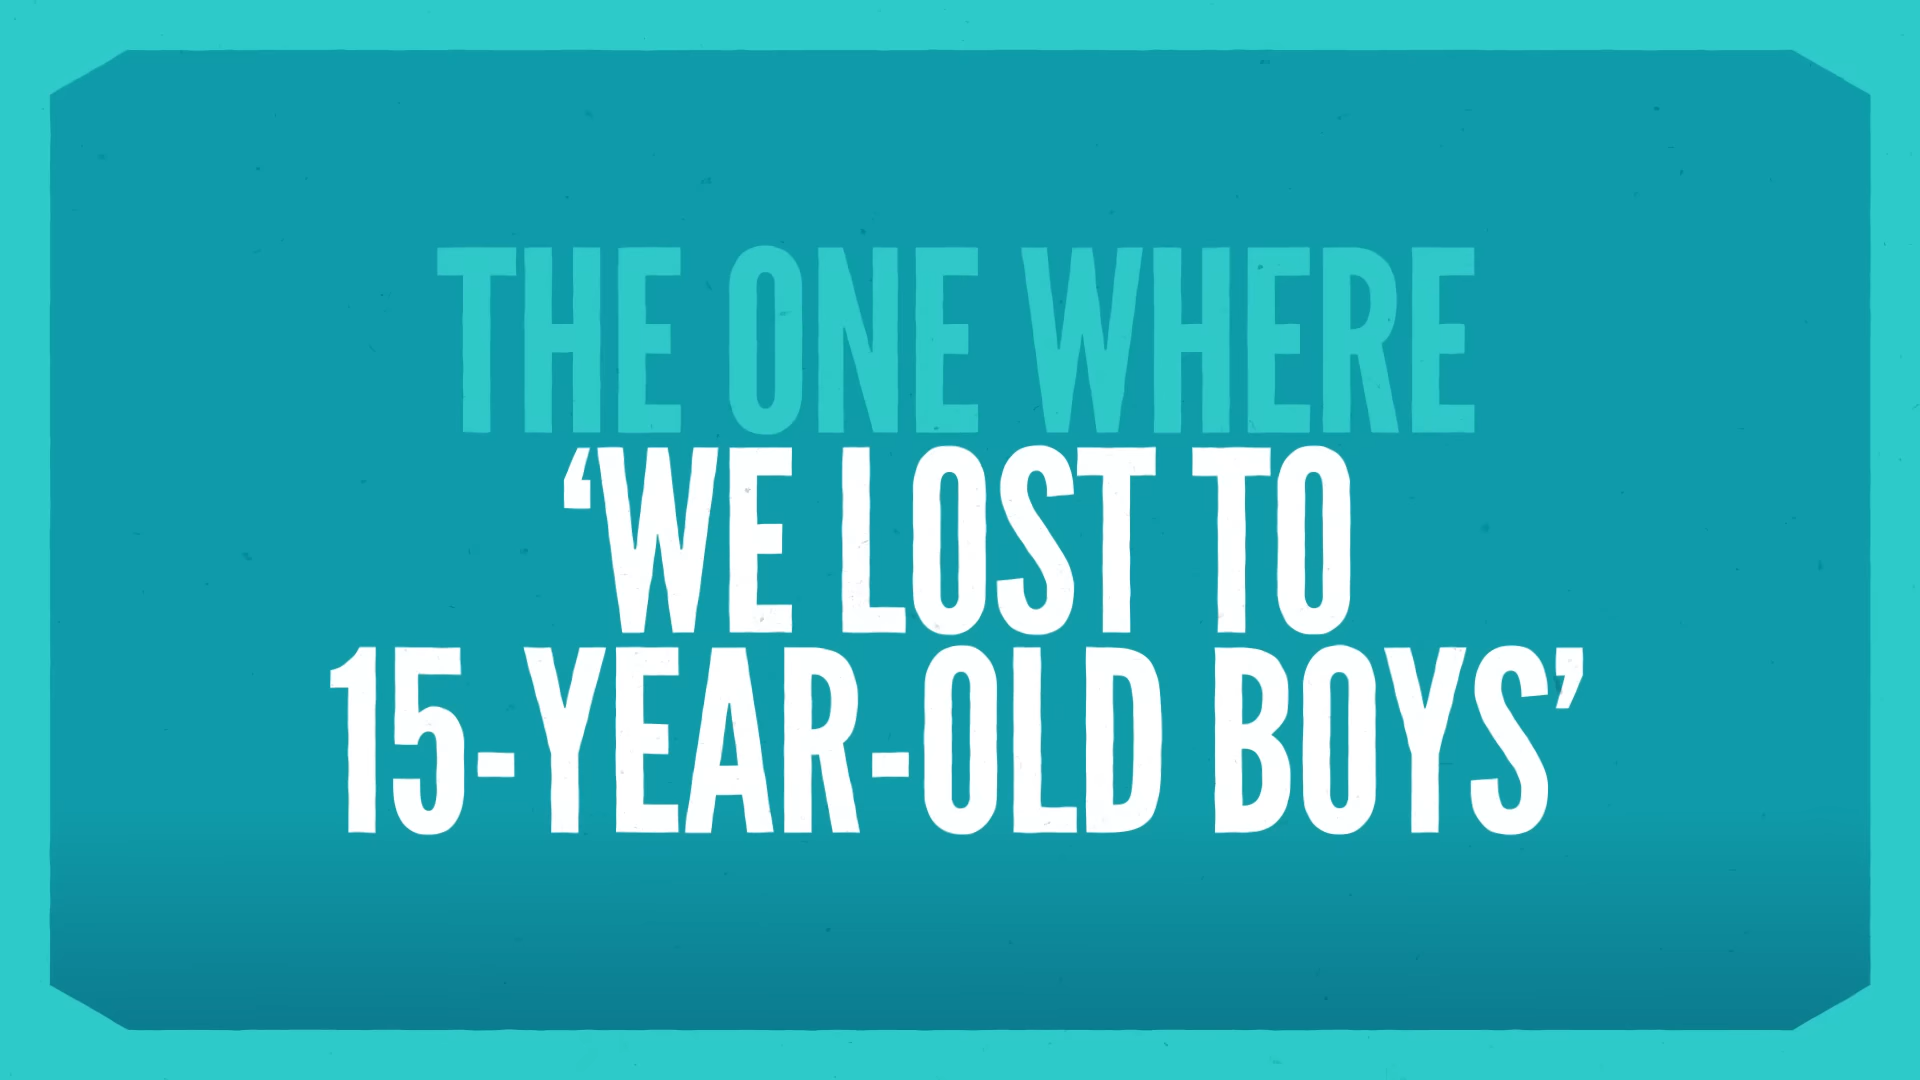 THE ONE WHERE
‘WE LOST TO
15-YEAR-OLD BOYS’